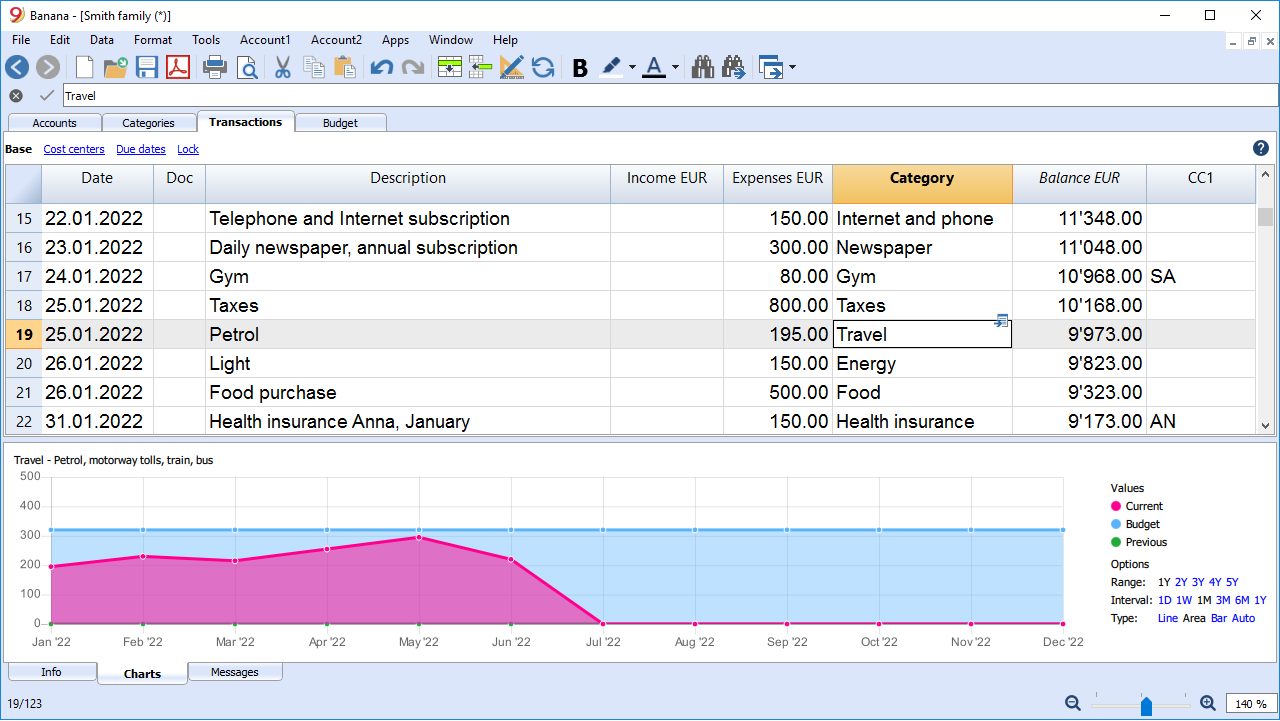 Banana - [Smith family (*)]
File Edit Data Format Tools Account1 Account2 Apps Window Help
B A
Travel
Accounts Categories Transactions Budget
Base Cost centers Due dates Lock ?
Date Doc Description Income EUR Expenses EUR Category Balance EUR CC1
15 22.01.2022 Telephone and Internet subscription 150.00 Internet and phone 11'348.00
16 23.01.2022 Daily newspaper, annual subscription 300.00 Newspaper 11'048.00
17 24.01.2022 Gym 80.00 Gym 10'968.00 SA
18 25.01.2022 Taxes 800.00 Taxes 10'168.00
19 25.01.2022 Petrol 195.00 Travel 9'973.00
20 26.01.2022 Light 150.00 Energy 9'823.00
21 26.01.2022 Food purchase 500.00 Food 9'323.00
22 31.01.2022 Health insurance Anna, January 150.00 Health insurance 9'173.00 AN
Travel - Petrol, motorway tolls, train, bus
500
400
300
200
100
0
Jan '22 Feb '22 Mar '22 Apr '22 May '22 Jun '22 Jul '22 Aug '22 Sep '22 Oct '22 Nov '22 Dec '22
Values
Current
Budget
Previous
Options
Range: 1Y 2Y 3Y 4Y 5Y
Interval: 1D 1W 1M 3M 6M 1Y
Type: Line Area Bar Auto
Info Charts Messages
19/123 140 %